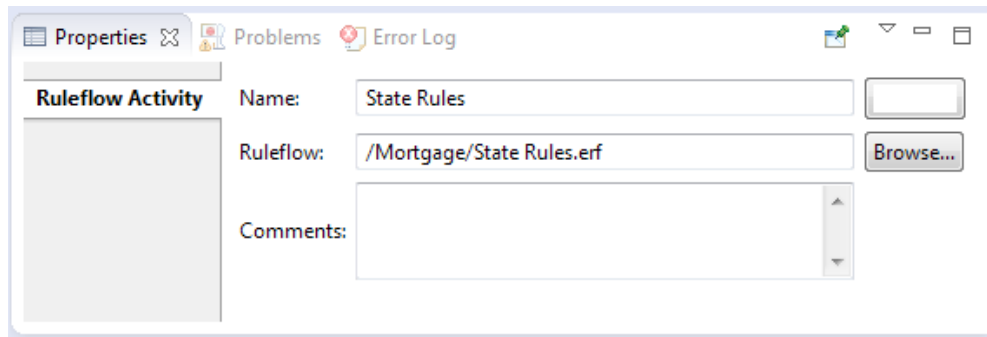 Properties Problems Error Log
Ruleflow Activity Name: State Rules
Ruleflow: /Mortgage/State Rules.erf Browse...
Comments: